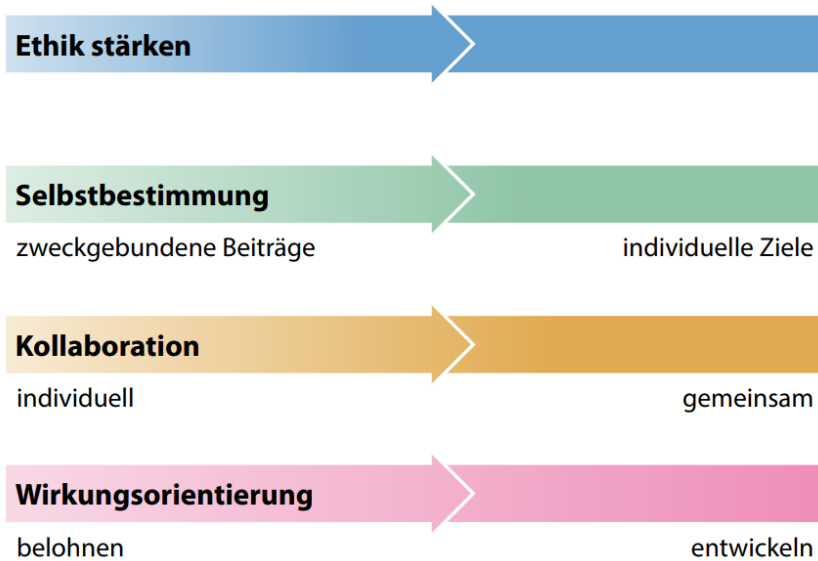 Ethik stärken
Selbstbestimmung
zweckgebundene Beiträge individuelle Ziele
Kollaboration
individuell gemeinsam
Wirkungsorientierung
belohnen entwickeln